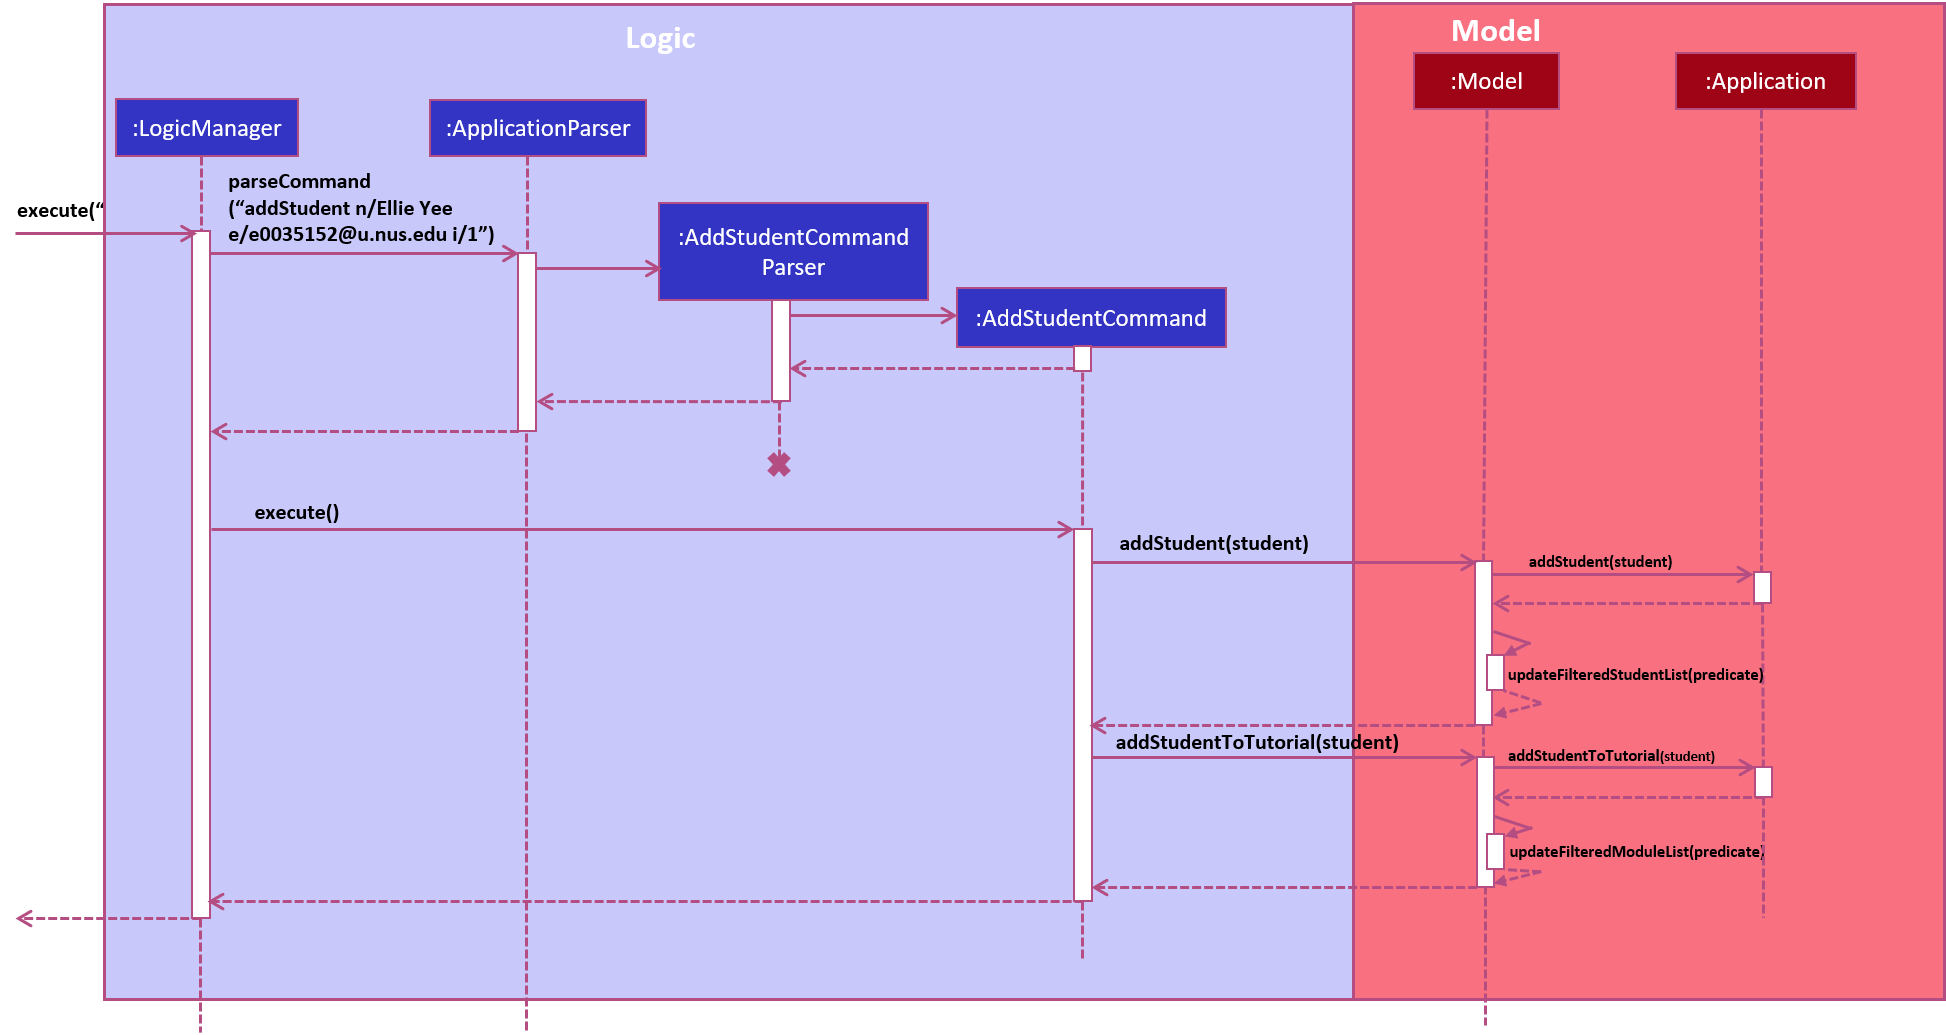 Logic
Model
:Model
:Application
:LogicManager
:ApplicationParser
parseCommand
(“addStudent n/Ellie Yee
e/e0035152@u.nus.edu i/1”)
execute(“
:AddStudentCommand
Parser
:AddStudentCommand
execute()
addStudent(student)
addStudent(student)
updateFilteredStudentList(predicate)
addStudentToTutorial(student)
addStudentToTutorial(student)
updateFilteredModuleList(predicate)